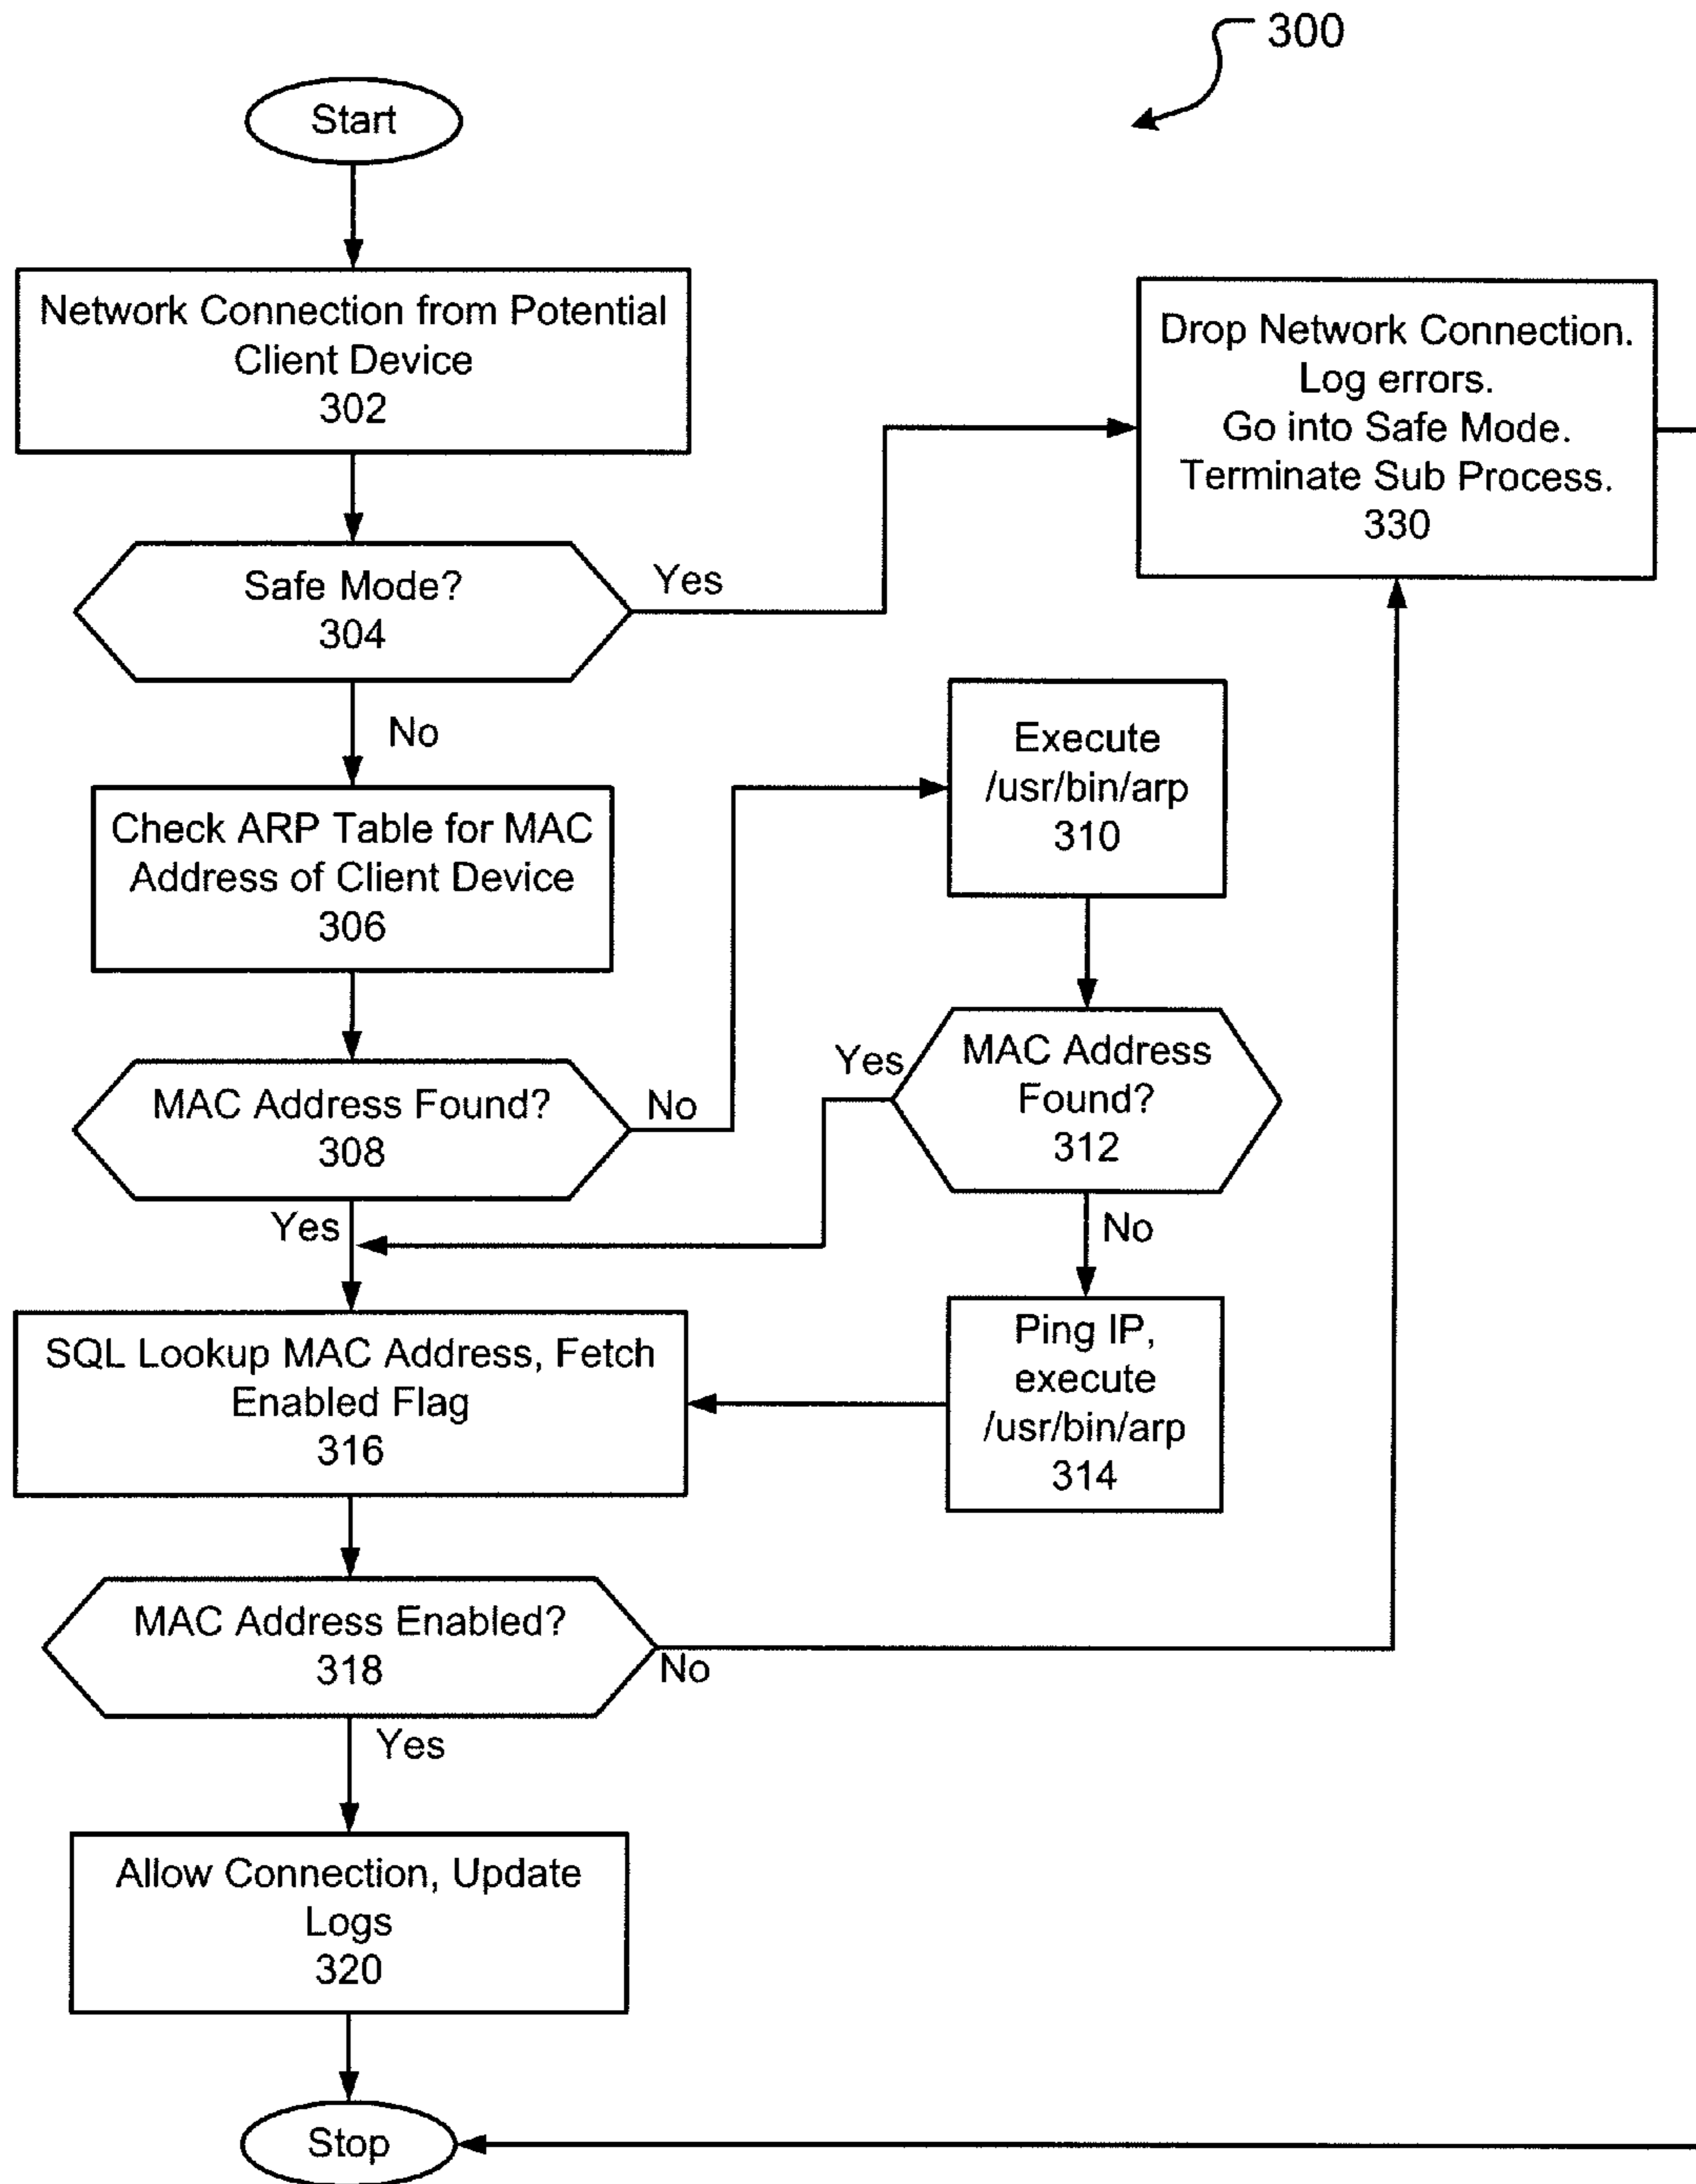 300
Start
Network Connection from Potential
Client Device
302
Drop Network Connection.
Log errors.
Go into Safe Mode.
Terminate Sub Process.
330
Safe Mode?
304
Yes
No
Check ARP Table for MAC
Address of Client Device
306
Execute
/usr/bin/arp
310
MAC Address Found?
308
No
Yes
MAC Address
Found?
312
Yes
No
SQL Lookup MAC Address, Fetch
Enabled Flag
316
Ping IP,
execute
/usr/bin/arp
314
MAC Address Enabled?
318
No
Yes
Allow Connection, Update
Logs
320
Stop